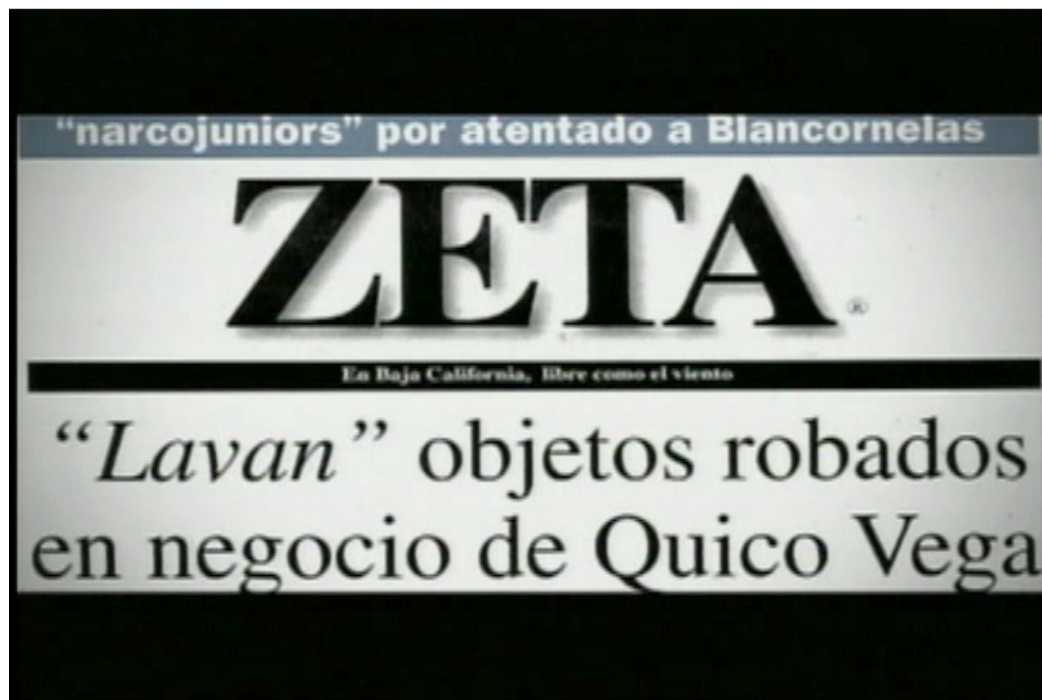 "narcojuniors" por atentado a Blancornelas
ZETA®
En Baja California, libre como el viento
"Lavan" objetos robados
en negocio de Quico Vega